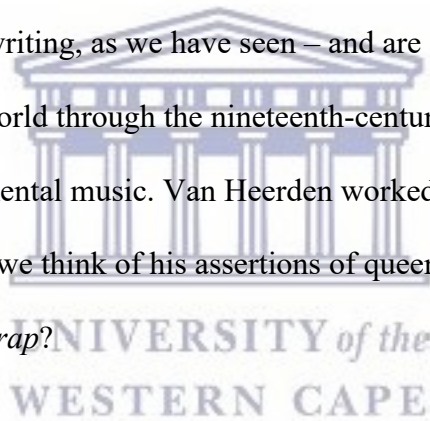 writing, as we have seen – and are
orld through the nineteenth-centur
ental music. Van Heerden worked
we think of his assertions of queer
rap?
UNIVERSITY of the
WESTERN CAPE